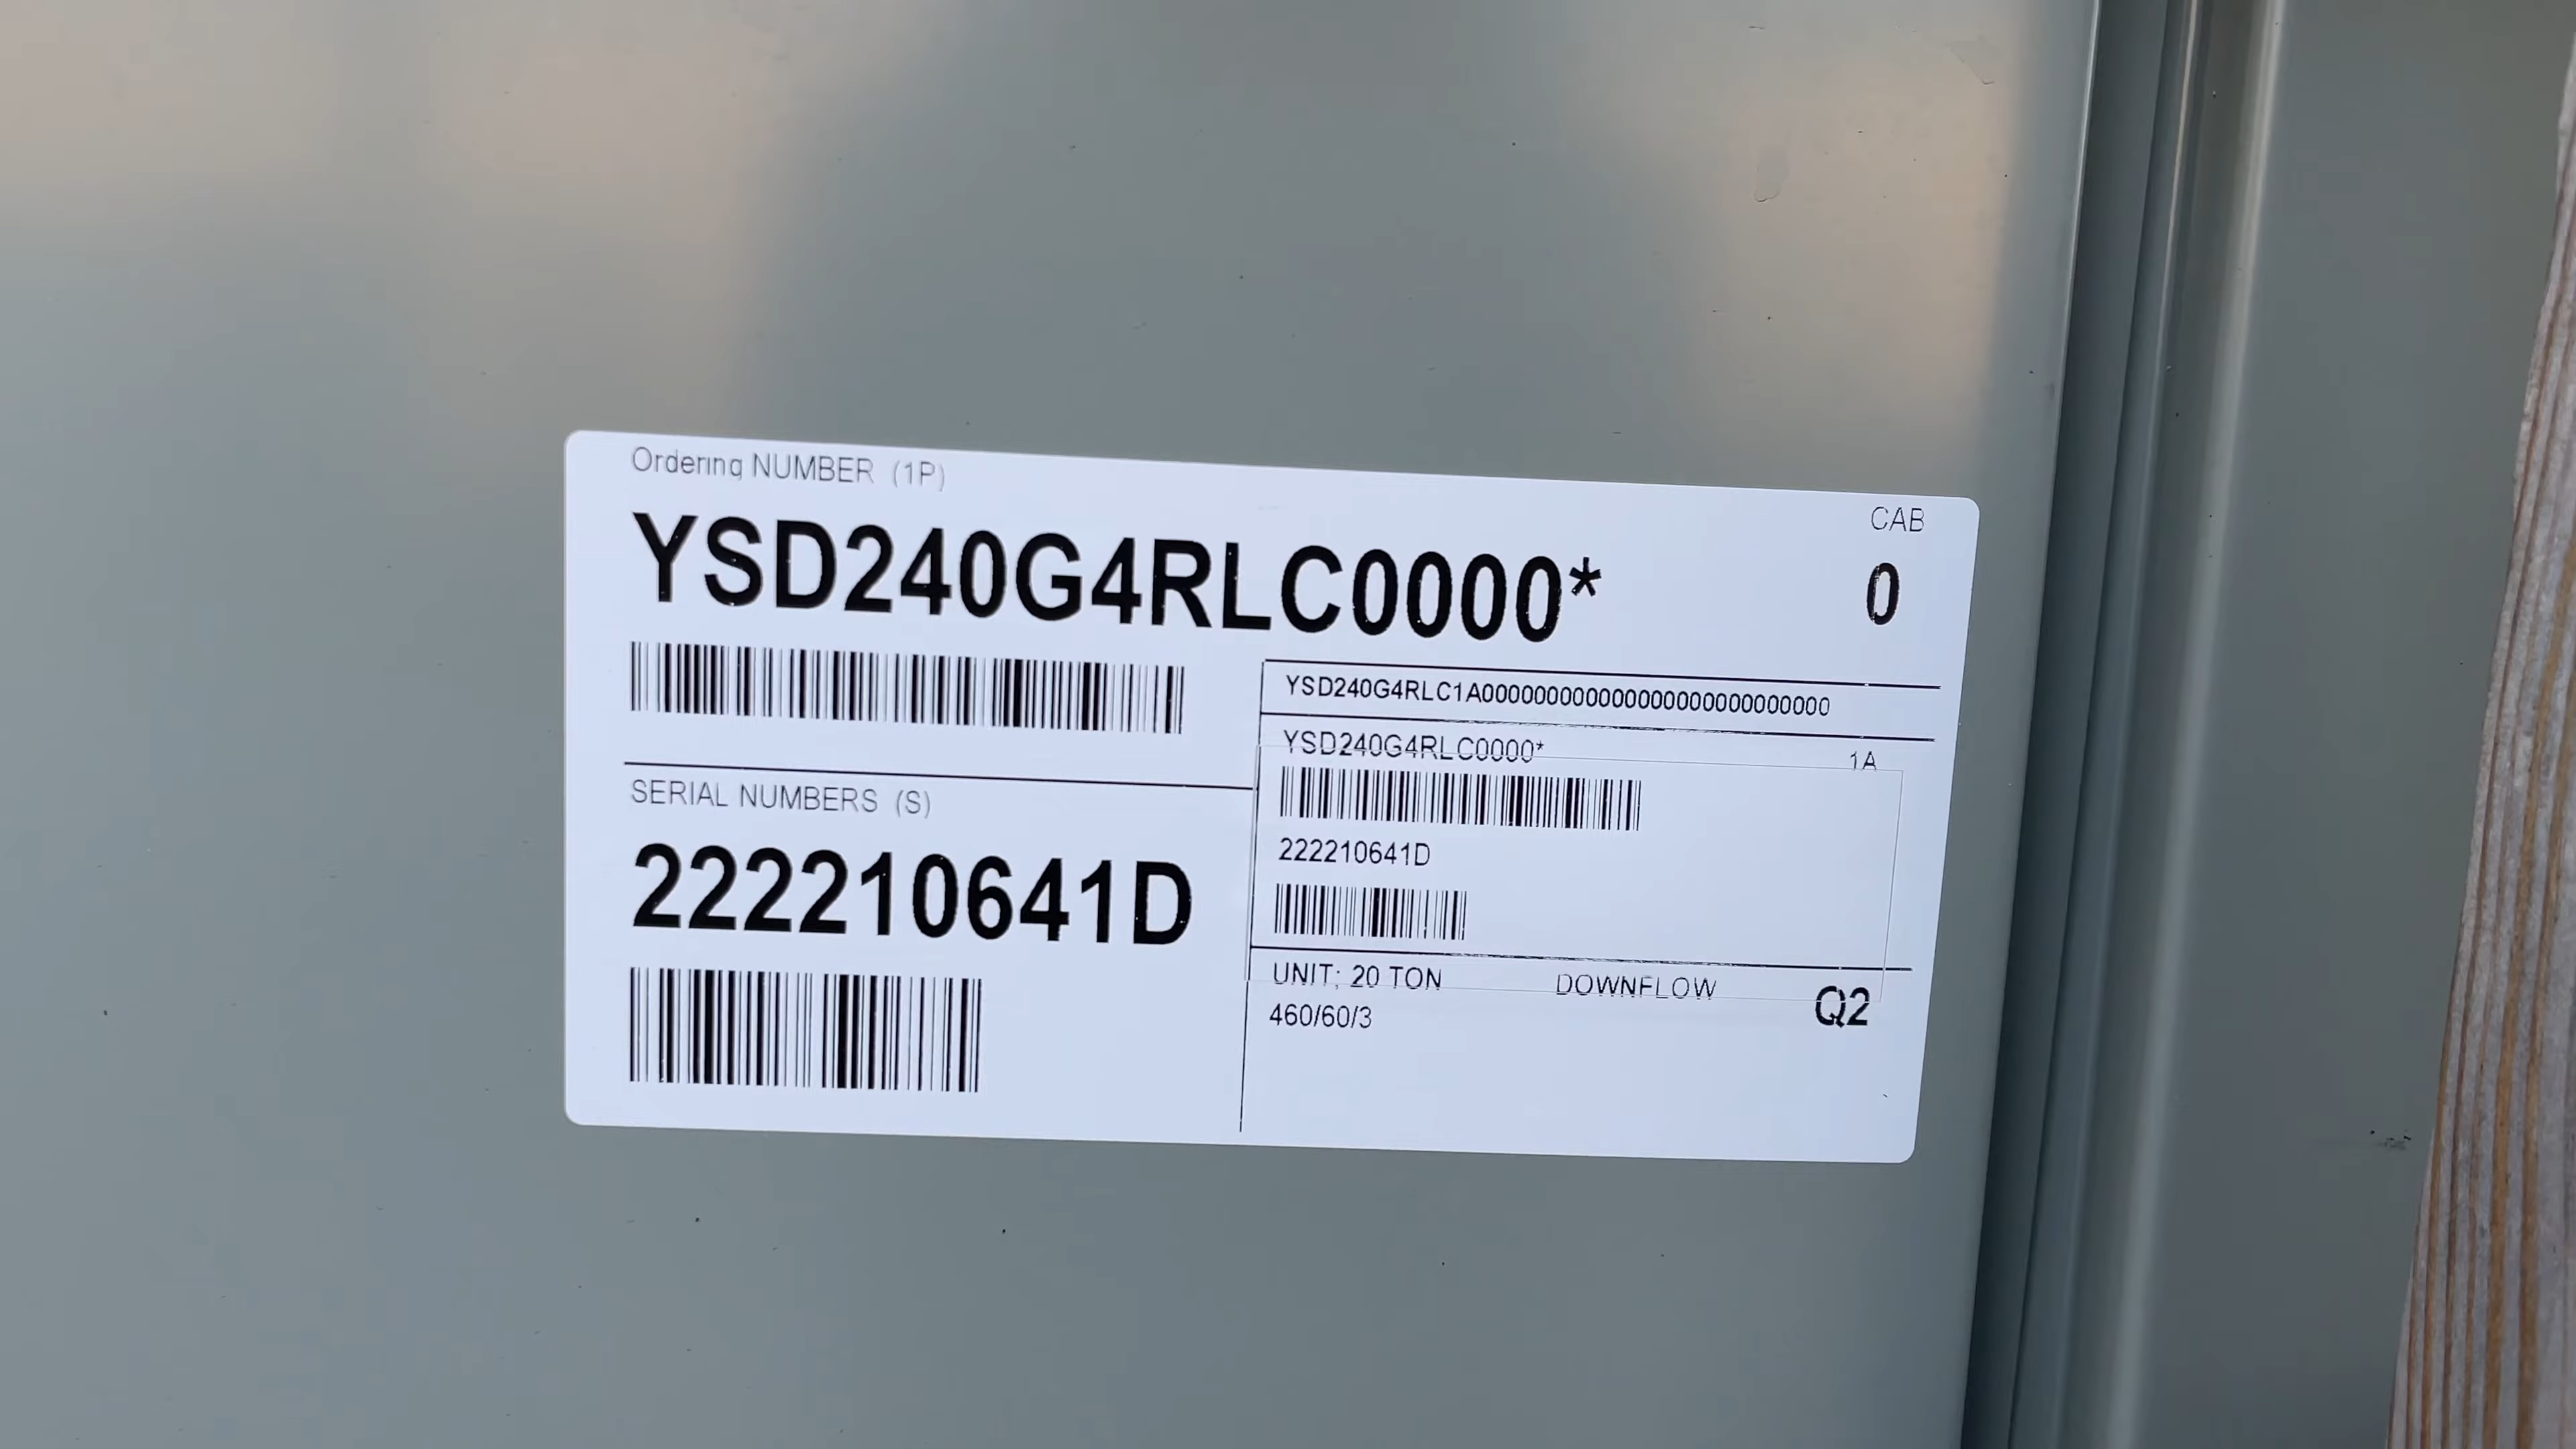 Ordering NUMBER (1P)
CAB
YSD240G4RLC0000*
0
YSD240G4RLC1A0000000000000000000000000000
YSD240G4RLC0000*
1A
SERIAL NUMBERS (S)
222210641D
222210641D
UNIT; 20 TON DOWNFLOW
Q2
460/60/3